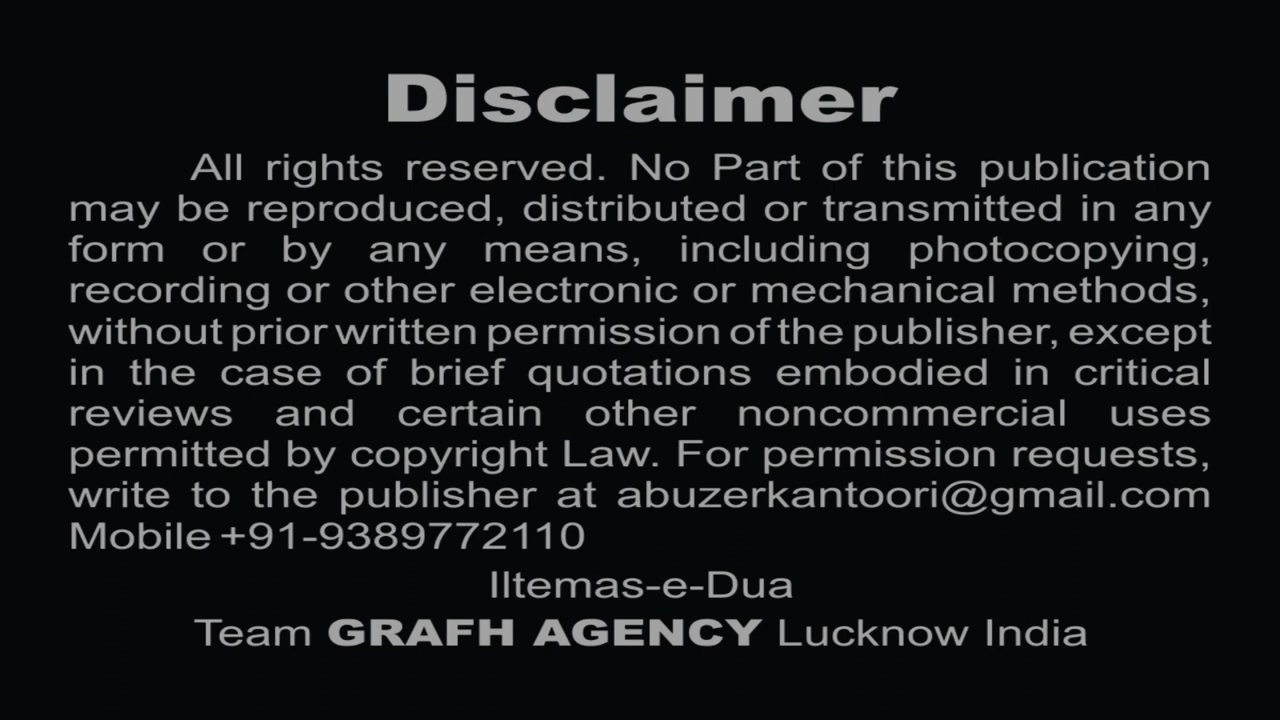 Disclaimer
All rights reserved. No Part of this publication
may be reproduced, distributed or transmitted in any
form or by any means, including photocopying,
recording or other electronic or mechanical methods,
without prior written permission of the publisher, except
in the case of brief quotations embodied in critical
reviews and certain other noncommercial uses
permitted by copyright Law. For permission requests,
write to the publisher at abuzerkantoori@gmail.com
Mobile +91-9389772110
Iltemas-e-Dua
Team GRAFH AGENCY Lucknow India